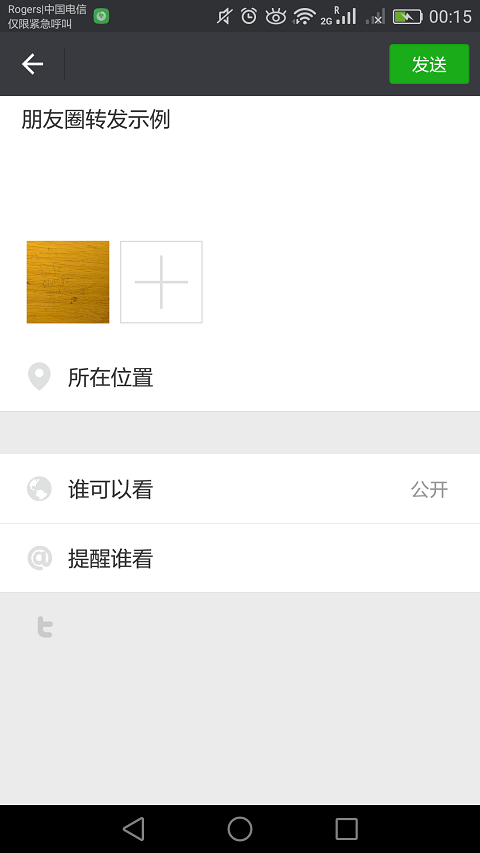 Rogers|中国电信
仅限紧急呼叫
2G
R
00:15
发送
朋友圈转发示例
所在位置
谁可以看
公开
提醒谁看